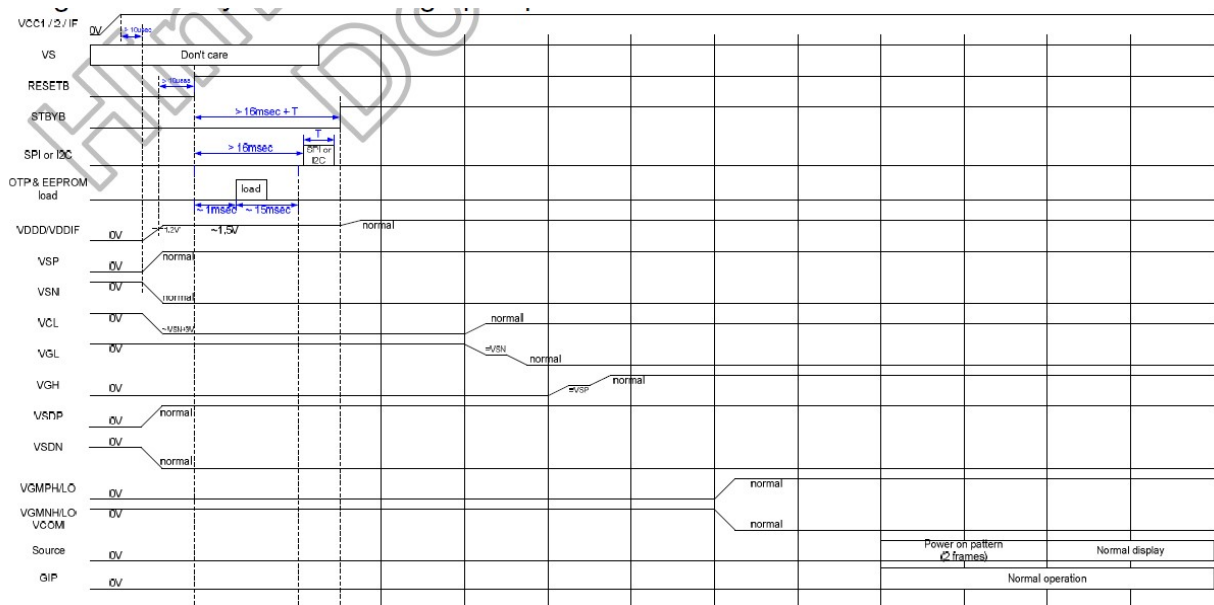 VCC1 / 2 / IF
0V
> 10usec
VS
Don't care
RESETB
> 10usec
STBYB
> 16msec + T
T
SPI or I2C
> 16msec
SPI or
I2C
OTP & EEPROM
load
load
~ 1msec
~ 15msec
VDDD/VDDIF
0V
1.2V
~1.5V
normal
VSP
0V
normal
VSN
0V
normal
VCL
0V
~VSN+5V
normal
VGL
0V
=VSN
normal
VGH
0V
=VSP
normal
VSDP
0V
normal
VSDN
0V
normal
VGMPH/LO
0V
normal
VGMNH/LO
VCOM
0V
normal
Source
0V
Power on pattern
(2 frames)
Normal display
GIP
0V
Normal operation